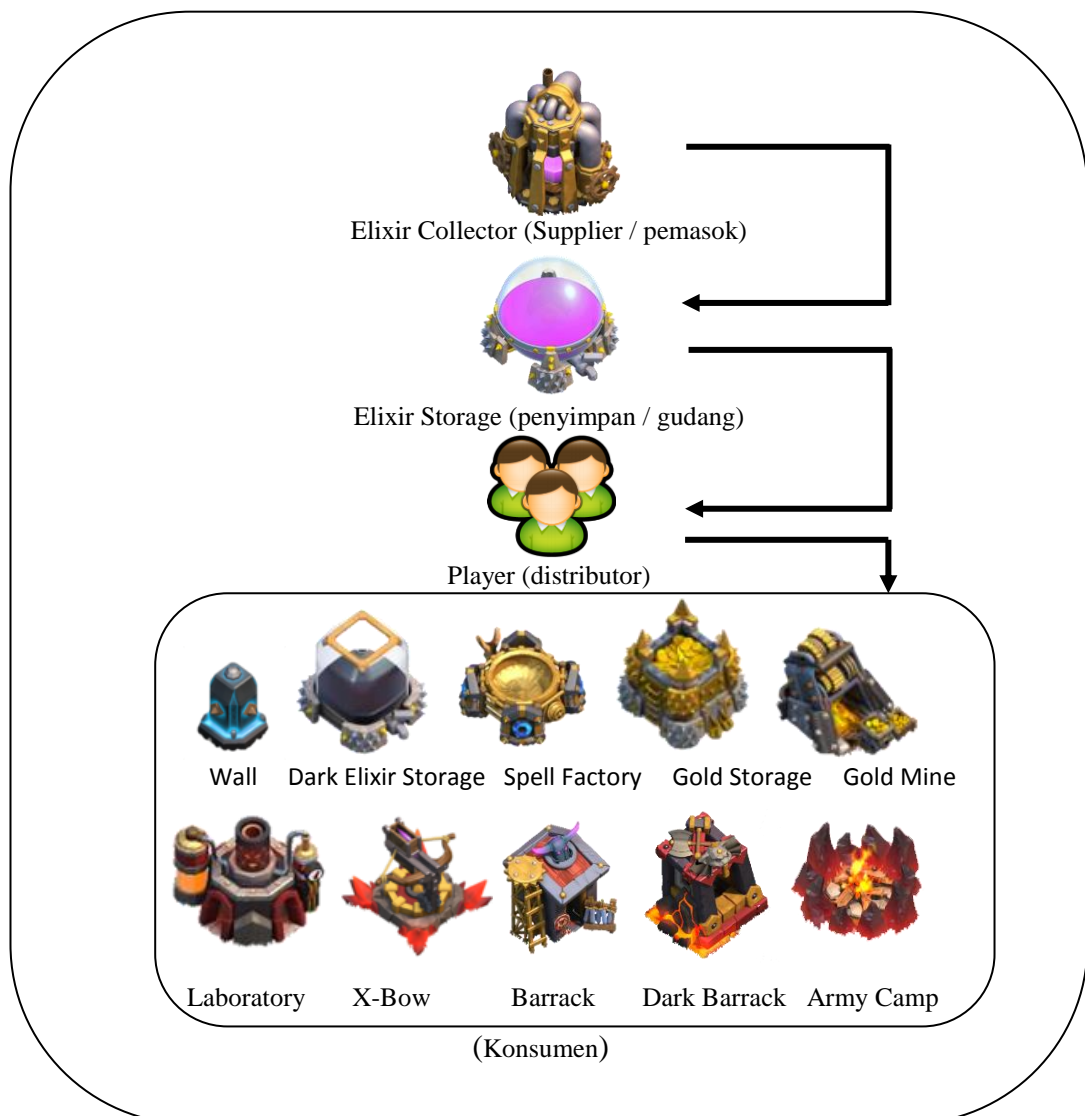 Elixir Collector (Supplier / pemasok)
Elixir Storage (penyimpan / gudang)
Player (distributor)
Wall Dark Elixir Storage Spell Factory Gold Storage Gold Mine
Laboratory X-Bow Barrack Dark Barrack Army Camp
(Konsumen)